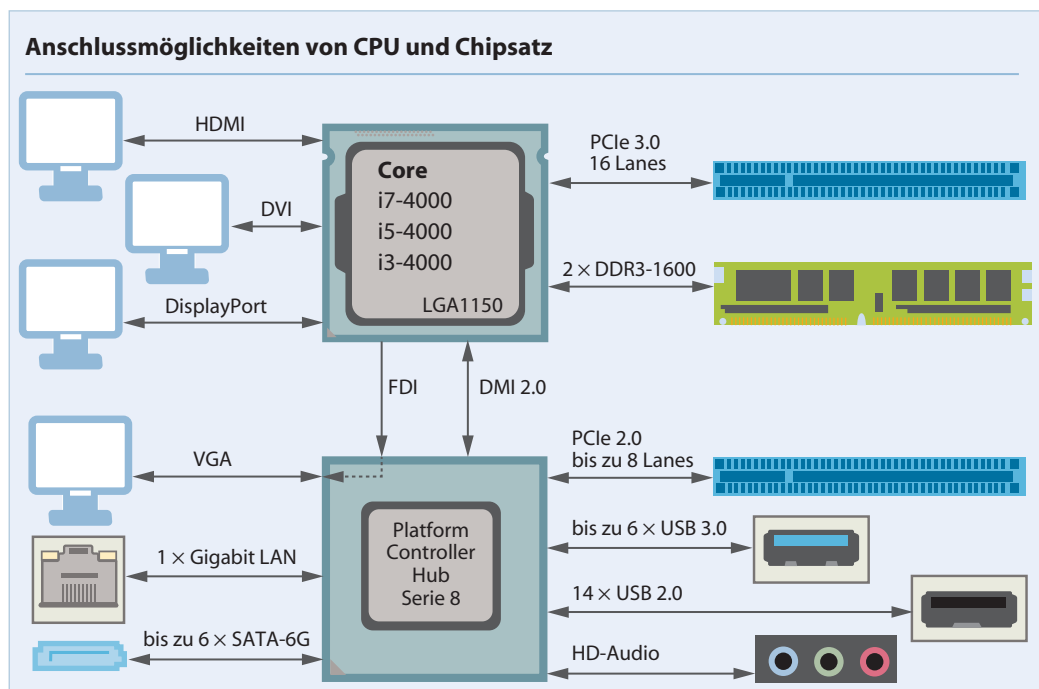 Anschlussmöglichkeiten von CPU und Chipsatz
HDMI
DVI
DisplayPort
Core
i7-4000
i5-4000
i3-4000
LGA1150
PCIe 3.0
16 Lanes
2 × DDR3-1600
FDI
DMI 2.0
VGA
1 × Gigabit LAN
bis zu 6 × SATA-6G
Platform
Controller
Hub
Serie 8
PCIe 2.0
bis zu 8 Lanes
bis zu 6 × USB 3.0
14 × USB 2.0
HD-Audio